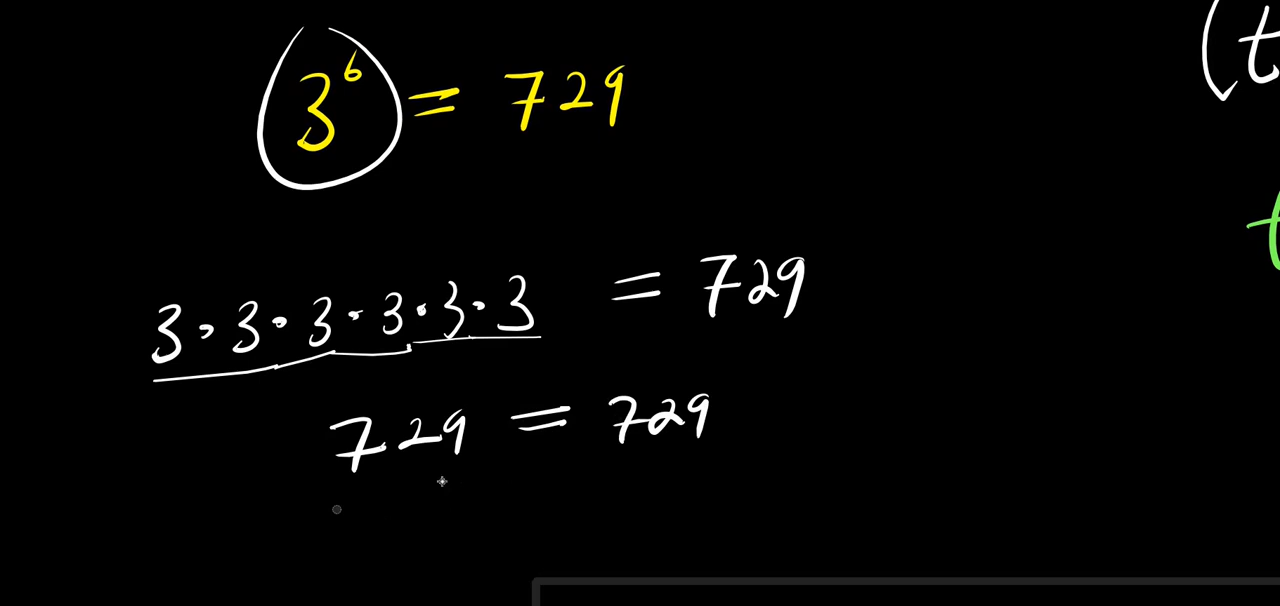 3⁶ = 729
(t
t
3 · 3 · 3 · 3 · 3 · 3 = 729
729 = 729